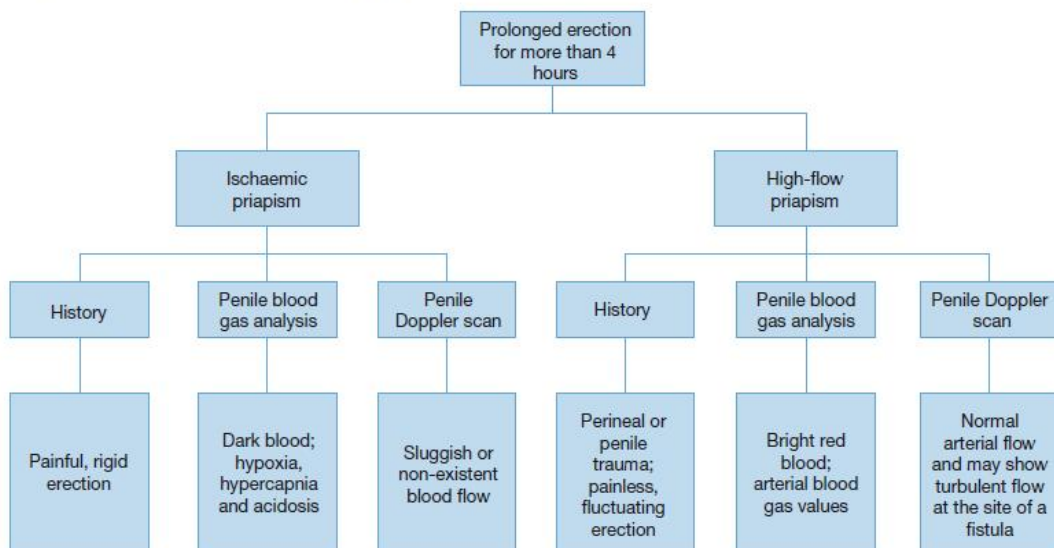 Prolonged erection
for more than 4
hours
Ischaemic
priapism
High-flow
priapism
History
Penile blood
gas analysis
Penile
Doppler scan
History
Penile blood
gas analysis
Penile Doppler
scan
Painful, rigid
erection
Dark blood;
hypoxia,
hypercapnia
and acidosis
Sluggish or
non-existent
blood flow
Perineal or
penile
trauma;
painless,
fluctuating
erection
Bright red
blood;
arterial blood
gas values
Normal
arterial flow
and may show
turbulent flow
at the site of a
fistula